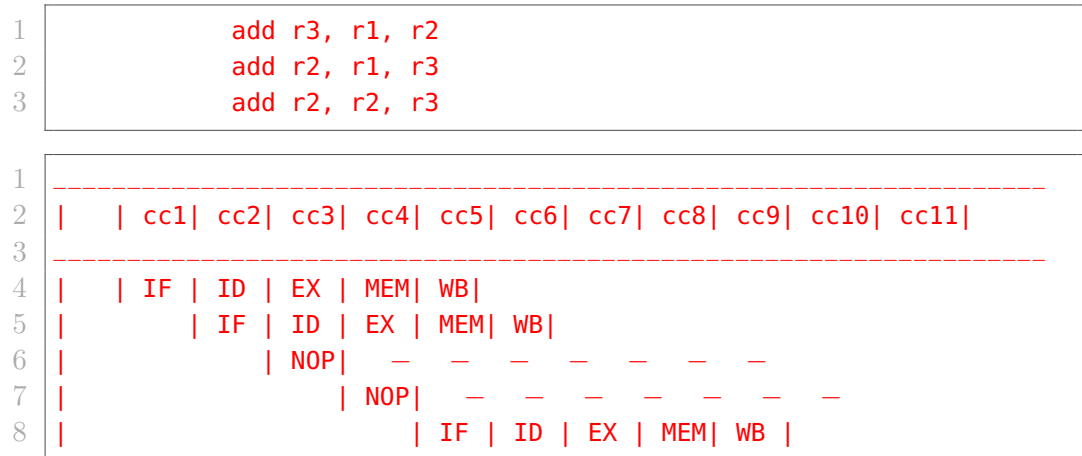 1 add r3, r1, r2
2 add r2, r1, r3
3 add r2, r2, r3
1 ___________________________________________________________________
2 |   | cc1| cc2| cc3| cc4| cc5| cc6| cc7| cc8| cc9| cc10| cc11|
3 ___________________________________________________________________
4 |   | IF | ID | EX | MEM| WB|
5 |        | IF | ID | EX | MEM| WB|
6 |             | NOP|  –  –  –  –  –  –  –
7 |                  | NOP|  –  –  –  –  –  –  –
8 |                       | IF | ID | EX | MEM| WB |